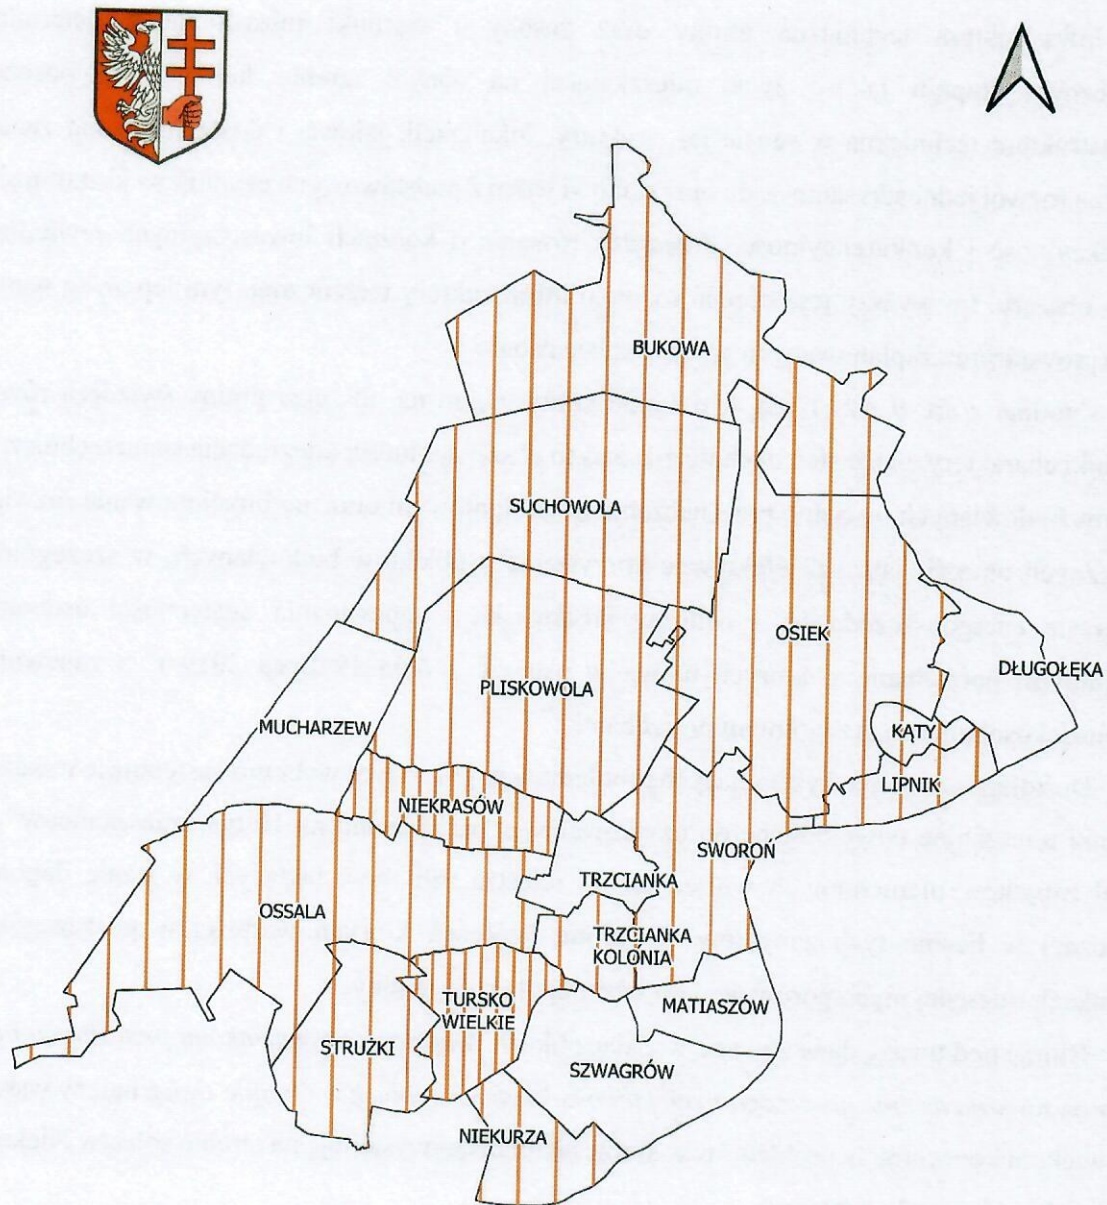 BUKOWA
SUCHOWOLA
OSIEK
DŁUGOŁĘKA
PLISKOWOLA
MUCHARZEW
KĄTY
LIPNIK
NIEKRASÓW
SWOROŃ
TRZCIANKA
OSSALA
TRZCIANKA
KOLONIA
TURSKO
WIELKIE
MATIASZÓW
STRUŻKI
SZWAGRÓW
NIEKURZA